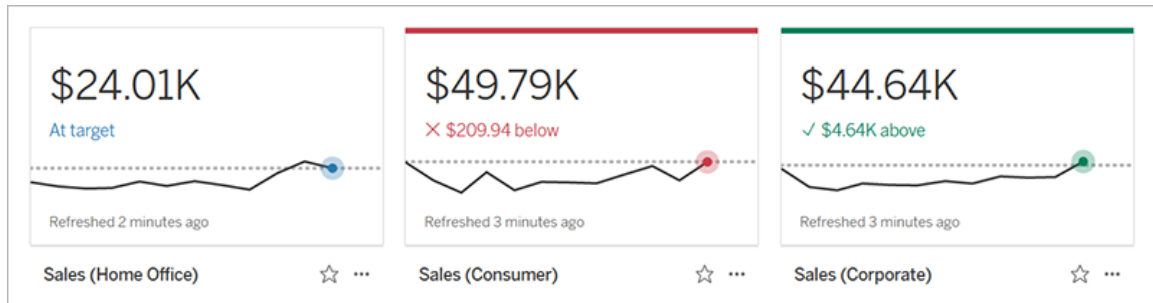 $24.01K
At target
Refreshed 2 minutes ago
Sales (Home Office)
$49.79K
$209.94 below
Refreshed 3 minutes ago
Sales (Consumer)
$44.64K
$4.64K above
Refreshed 3 minutes ago
Sales (Corporate)